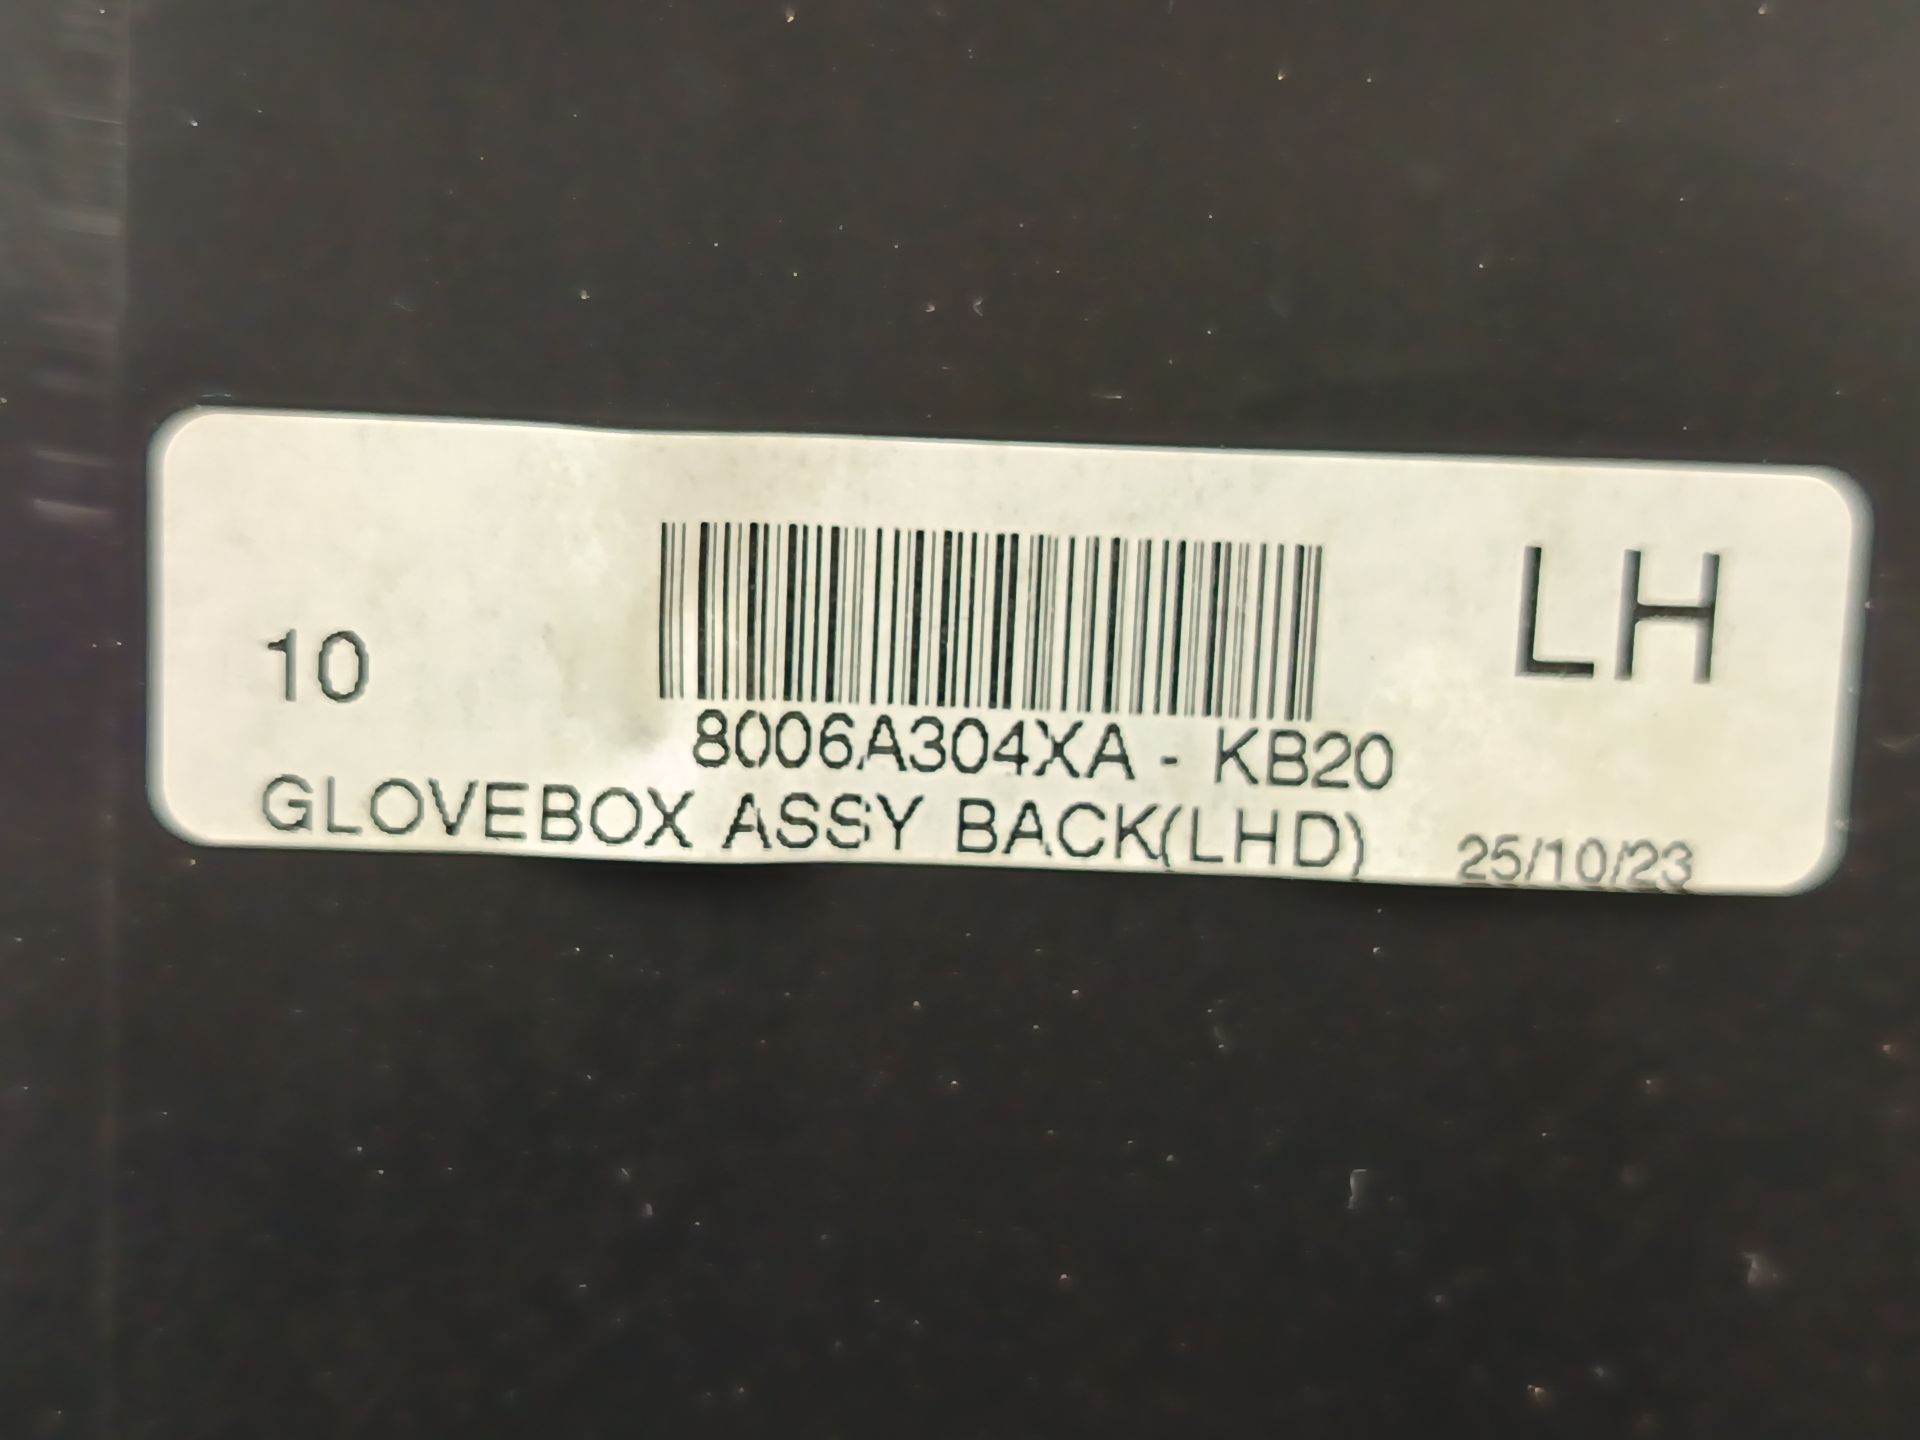 LH
10
8006A304XA - KB20
GLOVEBOX ASSY BACK(LHD)
25/10/23